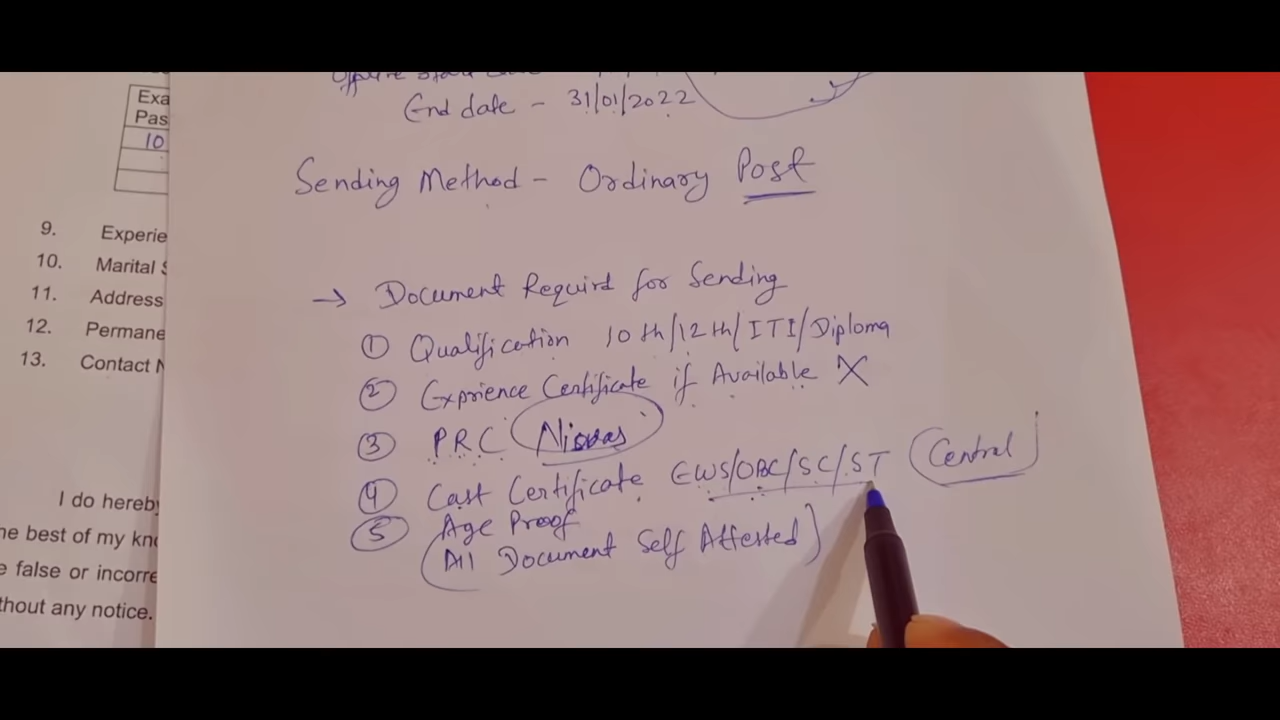 End date - 31/01/2022
Sending Method - Ordinary Post
→ Document Requird for Sending
① Qualification 10th/12th/ITI/Diploma
② Exprience Certificate if Available X
③ P.R.C Niwas
④ Cast Certificate EWS/OBC/SC/ST Central
⑤ Age Proof
All Document Self Attested
Exa
Pas
10
9. Experie
10. Marital S
11. Address
12. Permane
13. Contact N
I do hereby
he best of my kno
e false or incorre
thout any notice.